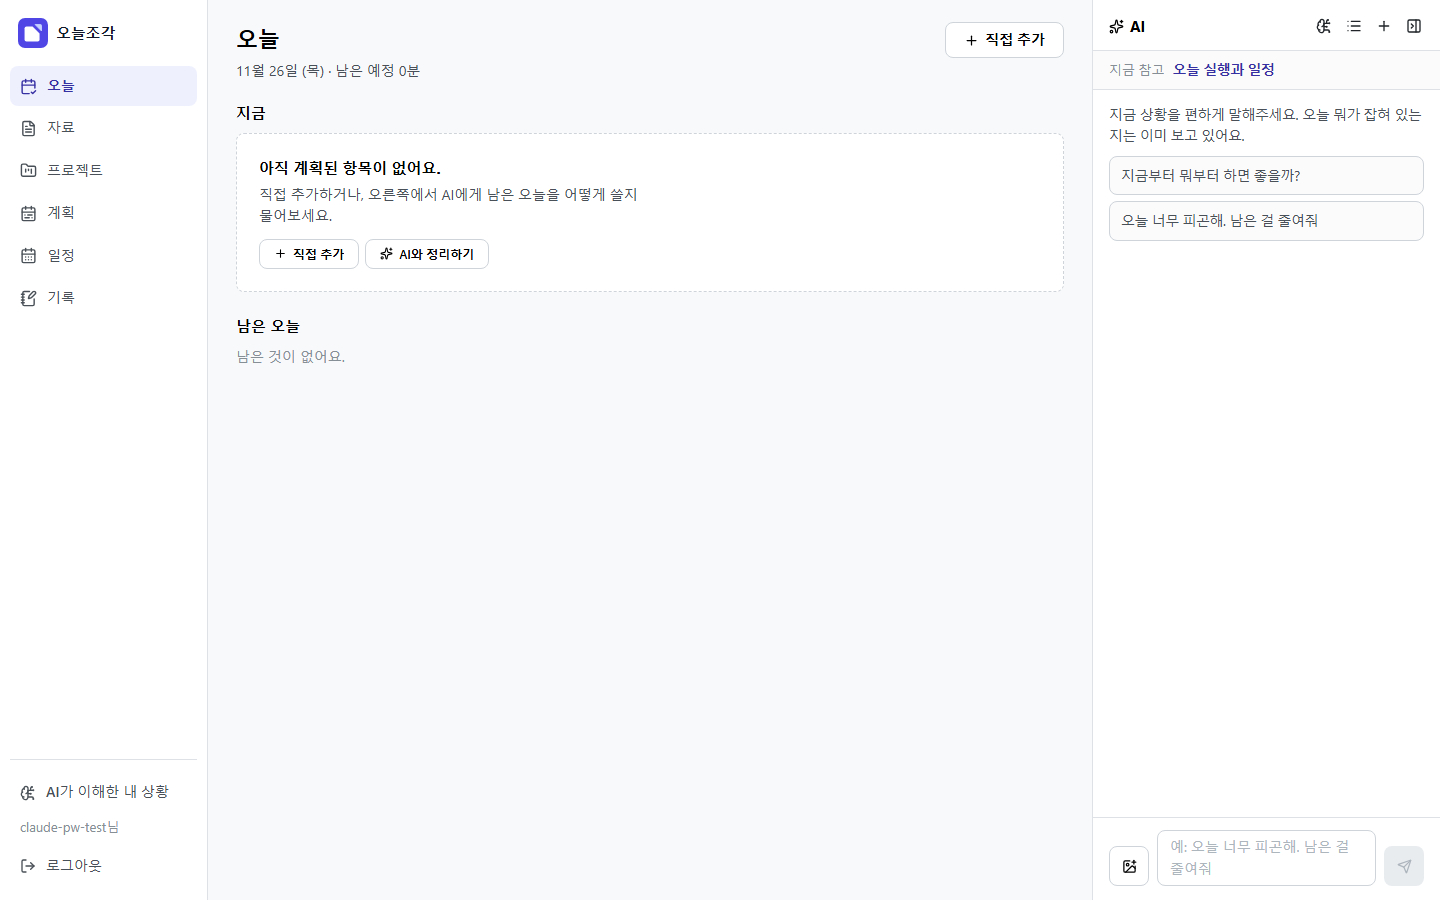 오늘조각
오늘
자료
프로젝트
계획
일정
기록
AI가 이해한 내 상황
claude-pw-test님
로그아웃
오늘
11월 26일 (목) · 남은 예정 0분
직접 추가
지금
아직 계획된 항목이 없어요.
직접 추가하거나, 오른쪽에서 AI에게 남은 오늘을 어떻게 쓸지
물어보세요.
직접 추가
AI와 정리하기
남은 오늘
남은 것이 없어요.
AI
지금 참고 오늘 실행과 일정
지금 상황을 편하게 말해주세요. 오늘 뭐가 잡혀 있는
지는 이미 보고 있어요.
지금부터 뭐부터 하면 좋을까?
오늘 너무 피곤해. 남은 걸 줄여줘
예: 오늘 너무 피곤해. 남은 걸
줄여줘